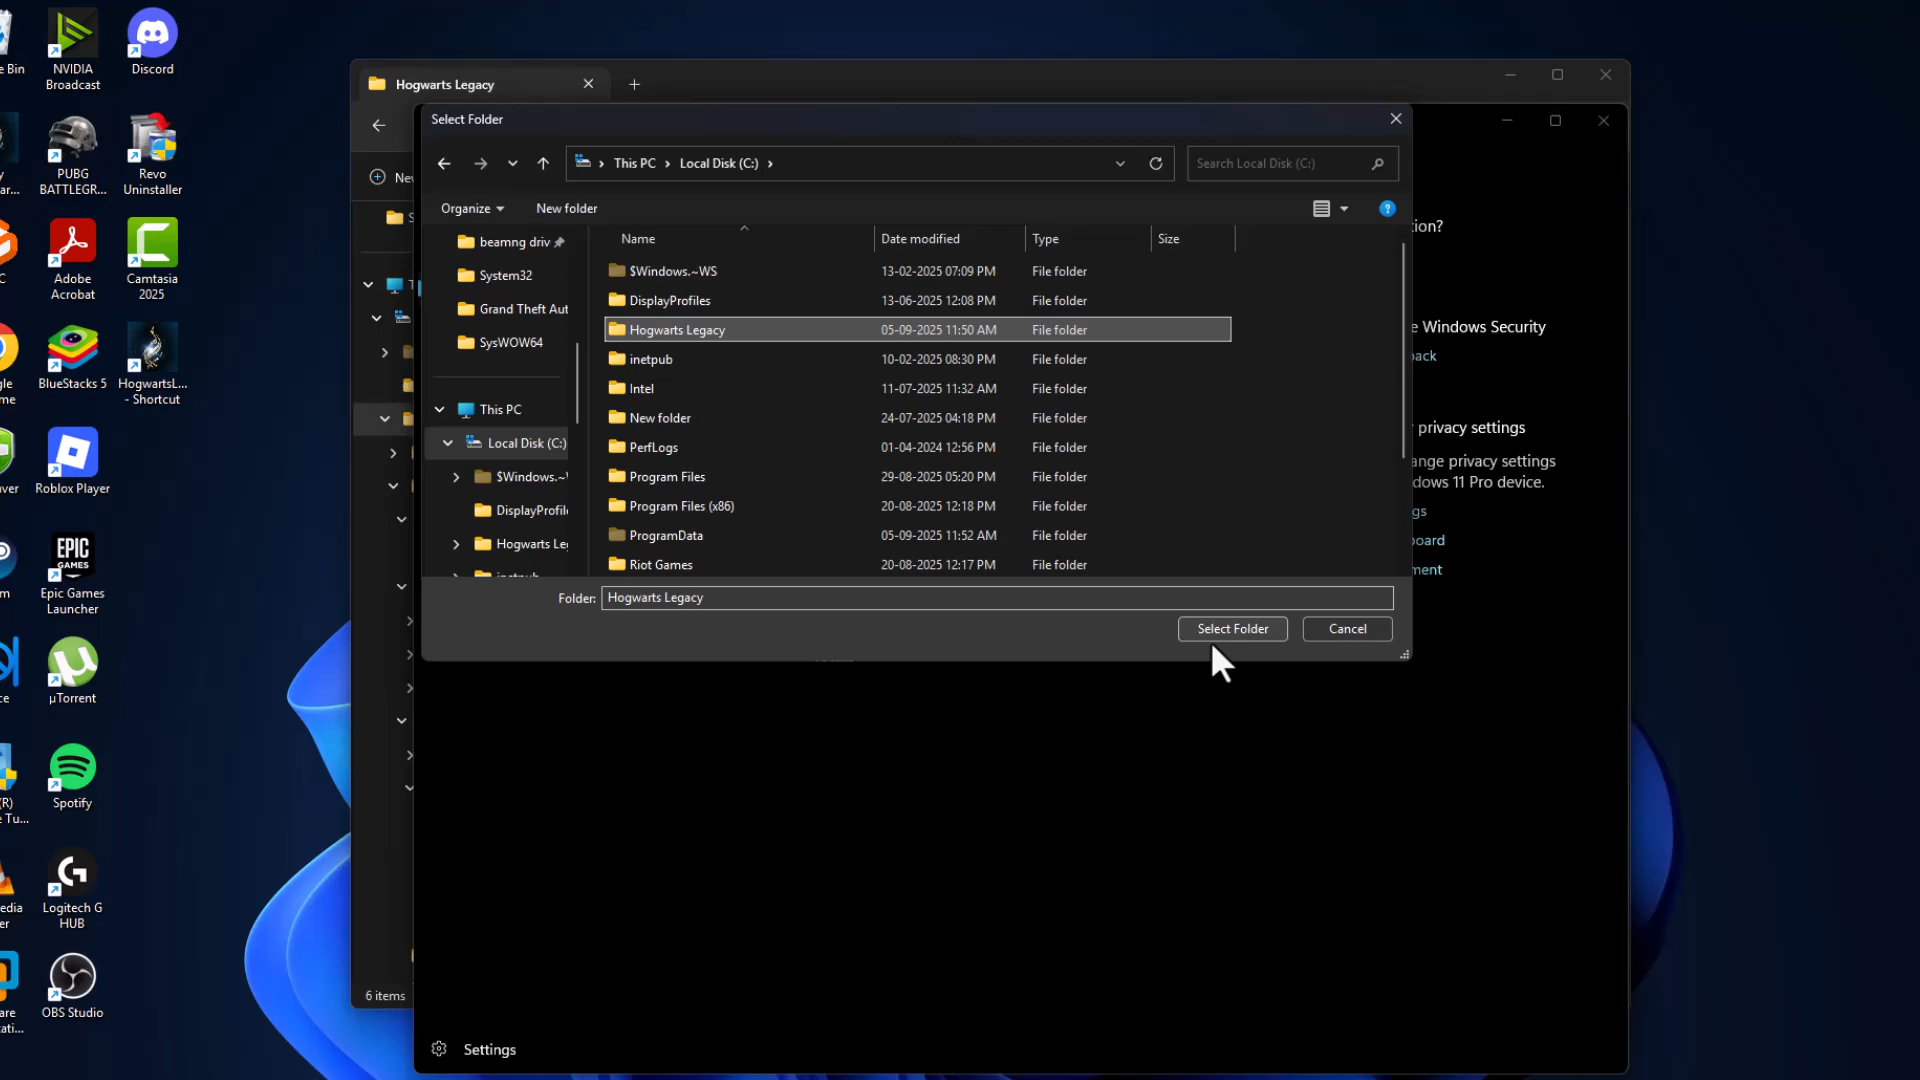 Bin
NVIDIA
Broadcast
Discord
PUBG
BATTLEGR...
Revo
Uninstaller
Adobe
Acrobat
Camtasia
2025
BlueStacks 5
HogwartsL...
- Shortcut
Roblox Player
EPIC
GAMES
Epic Games
Launcher
µTorrent
Spotify
(R)
Tu...
Logitech G
HUB
OBS Studio
Hogwarts Legacy
Select Folder
This PC
Local Disk (C:)
Search Local Disk (C:)
Organize
New folder
?
Name
Date modified
Type
Size
beamng driv
System32
Grand Theft Aut
SysWOW64
This PC
Local Disk (C:)
$Windows.~
DisplayProfil
Hogwarts Le
$Windows.~WS 13-02-2025 07:09 PM File folder
DisplayProfiles 13-06-2025 12:08 PM File folder
Hogwarts Legacy 05-09-2025 11:50 AM File folder
inetpub 10-02-2025 08:30 PM File folder
Intel 11-07-2025 11:32 AM File folder
New folder 24-07-2025 04:18 PM File folder
PerfLogs 01-04-2024 12:56 PM File folder
Program Files 29-08-2025 05:20 PM File folder
Program Files (x86) 20-08-2025 12:18 PM File folder
ProgramData 05-09-2025 11:52 AM File folder
Riot Games 20-08-2025 12:17 PM File folder
Folder: Hogwarts Legacy
Select Folder
Cancel
ion?
e Windows Security
back
privacy settings
ange privacy settings
dows 11 Pro device.
gs
board
ment
6 items
Settings